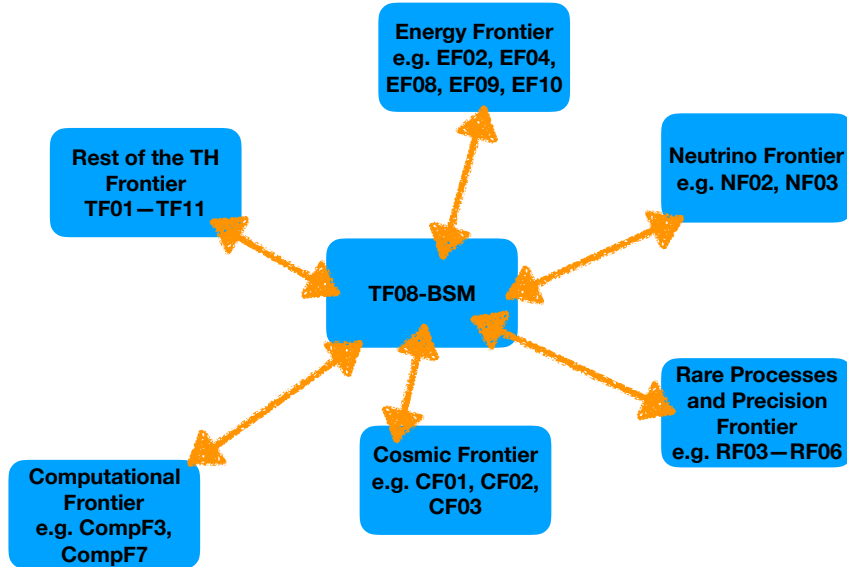 Energy Frontier
e.g. EF02, EF04,
EF08, EF09, EF10
Rest of the TH
Frontier
TF01—TF11
Neutrino Frontier
e.g. NF02, NF03
TF08-BSM
Rare Processes
and Precision
Frontier
e.g. RF03—RF06
Cosmic Frontier
e.g. CF01, CF02,
CF03
Computational
Frontier
e.g. CompF3,
CompF7